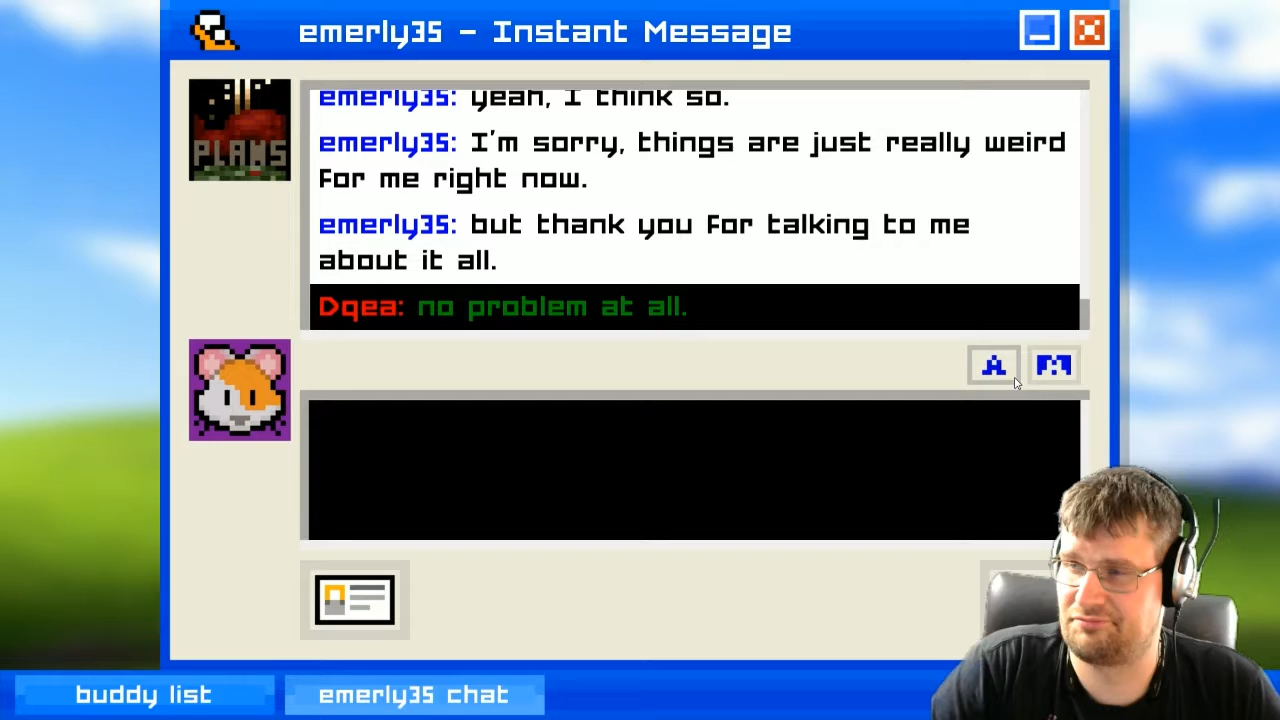 emerly35 - Instant Message
emerly35: yeah, I think so.
emerly35: I'm sorry, things are just really weird
for me right now.
emerly35: but thank you for talking to me
about it all.
Dqea: no problem at all.
PLANS
A
buddy list
emerly35 chat